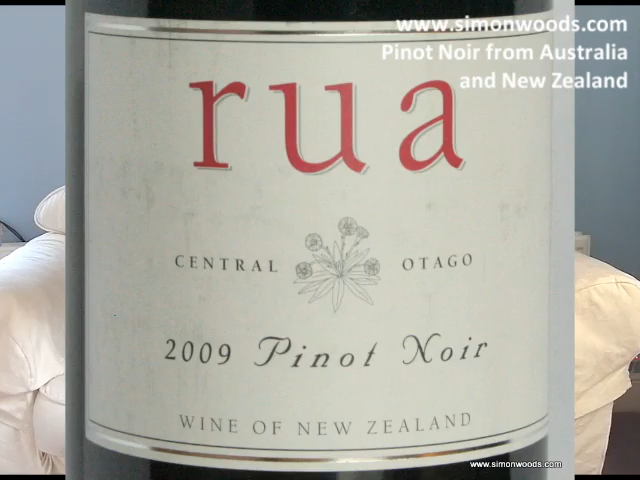 www.simonwoods.com
Pinot Noir from Australia
and New Zealand
rua
CENTRAL OTAGO
2009 Pinot Noir
WINE OF NEW ZEALAND
www.simonwoods.com